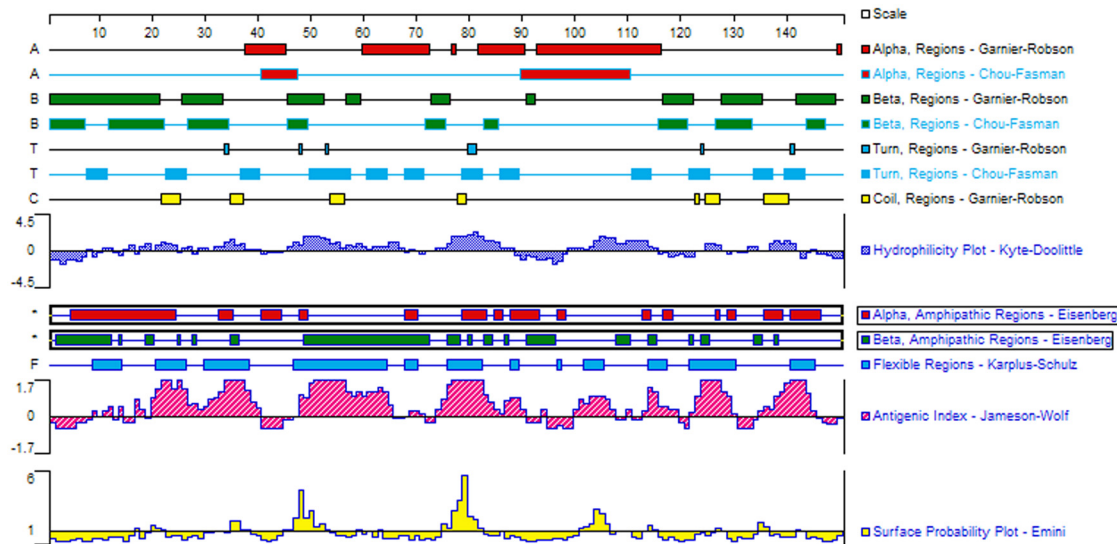 Scale
10 20 30 40 50 60 70 80 90 100 110 120 130 140
A Alpha, Regions - Garnier-Robson
A Alpha, Regions - Chou-Fasman
B Beta, Regions - Garnier-Robson
B Beta, Regions - Chou-Fasman
T Turn, Regions - Garnier-Robson
T Turn, Regions - Chou-Fasman
C Coil, Regions - Garnier-Robson
4.5
0 Hydrophilicity Plot - Kyte-Doolittle
-4.5
* Alpha, Amphipathic Regions - Eisenberg
* Beta, Amphipathic Regions - Eisenberg
F Flexible Regions - Karplus-Schulz
1.7
0 Antigenic Index - Jameson-Wolf
-1.7
6
1 Surface Probability Plot - Emini